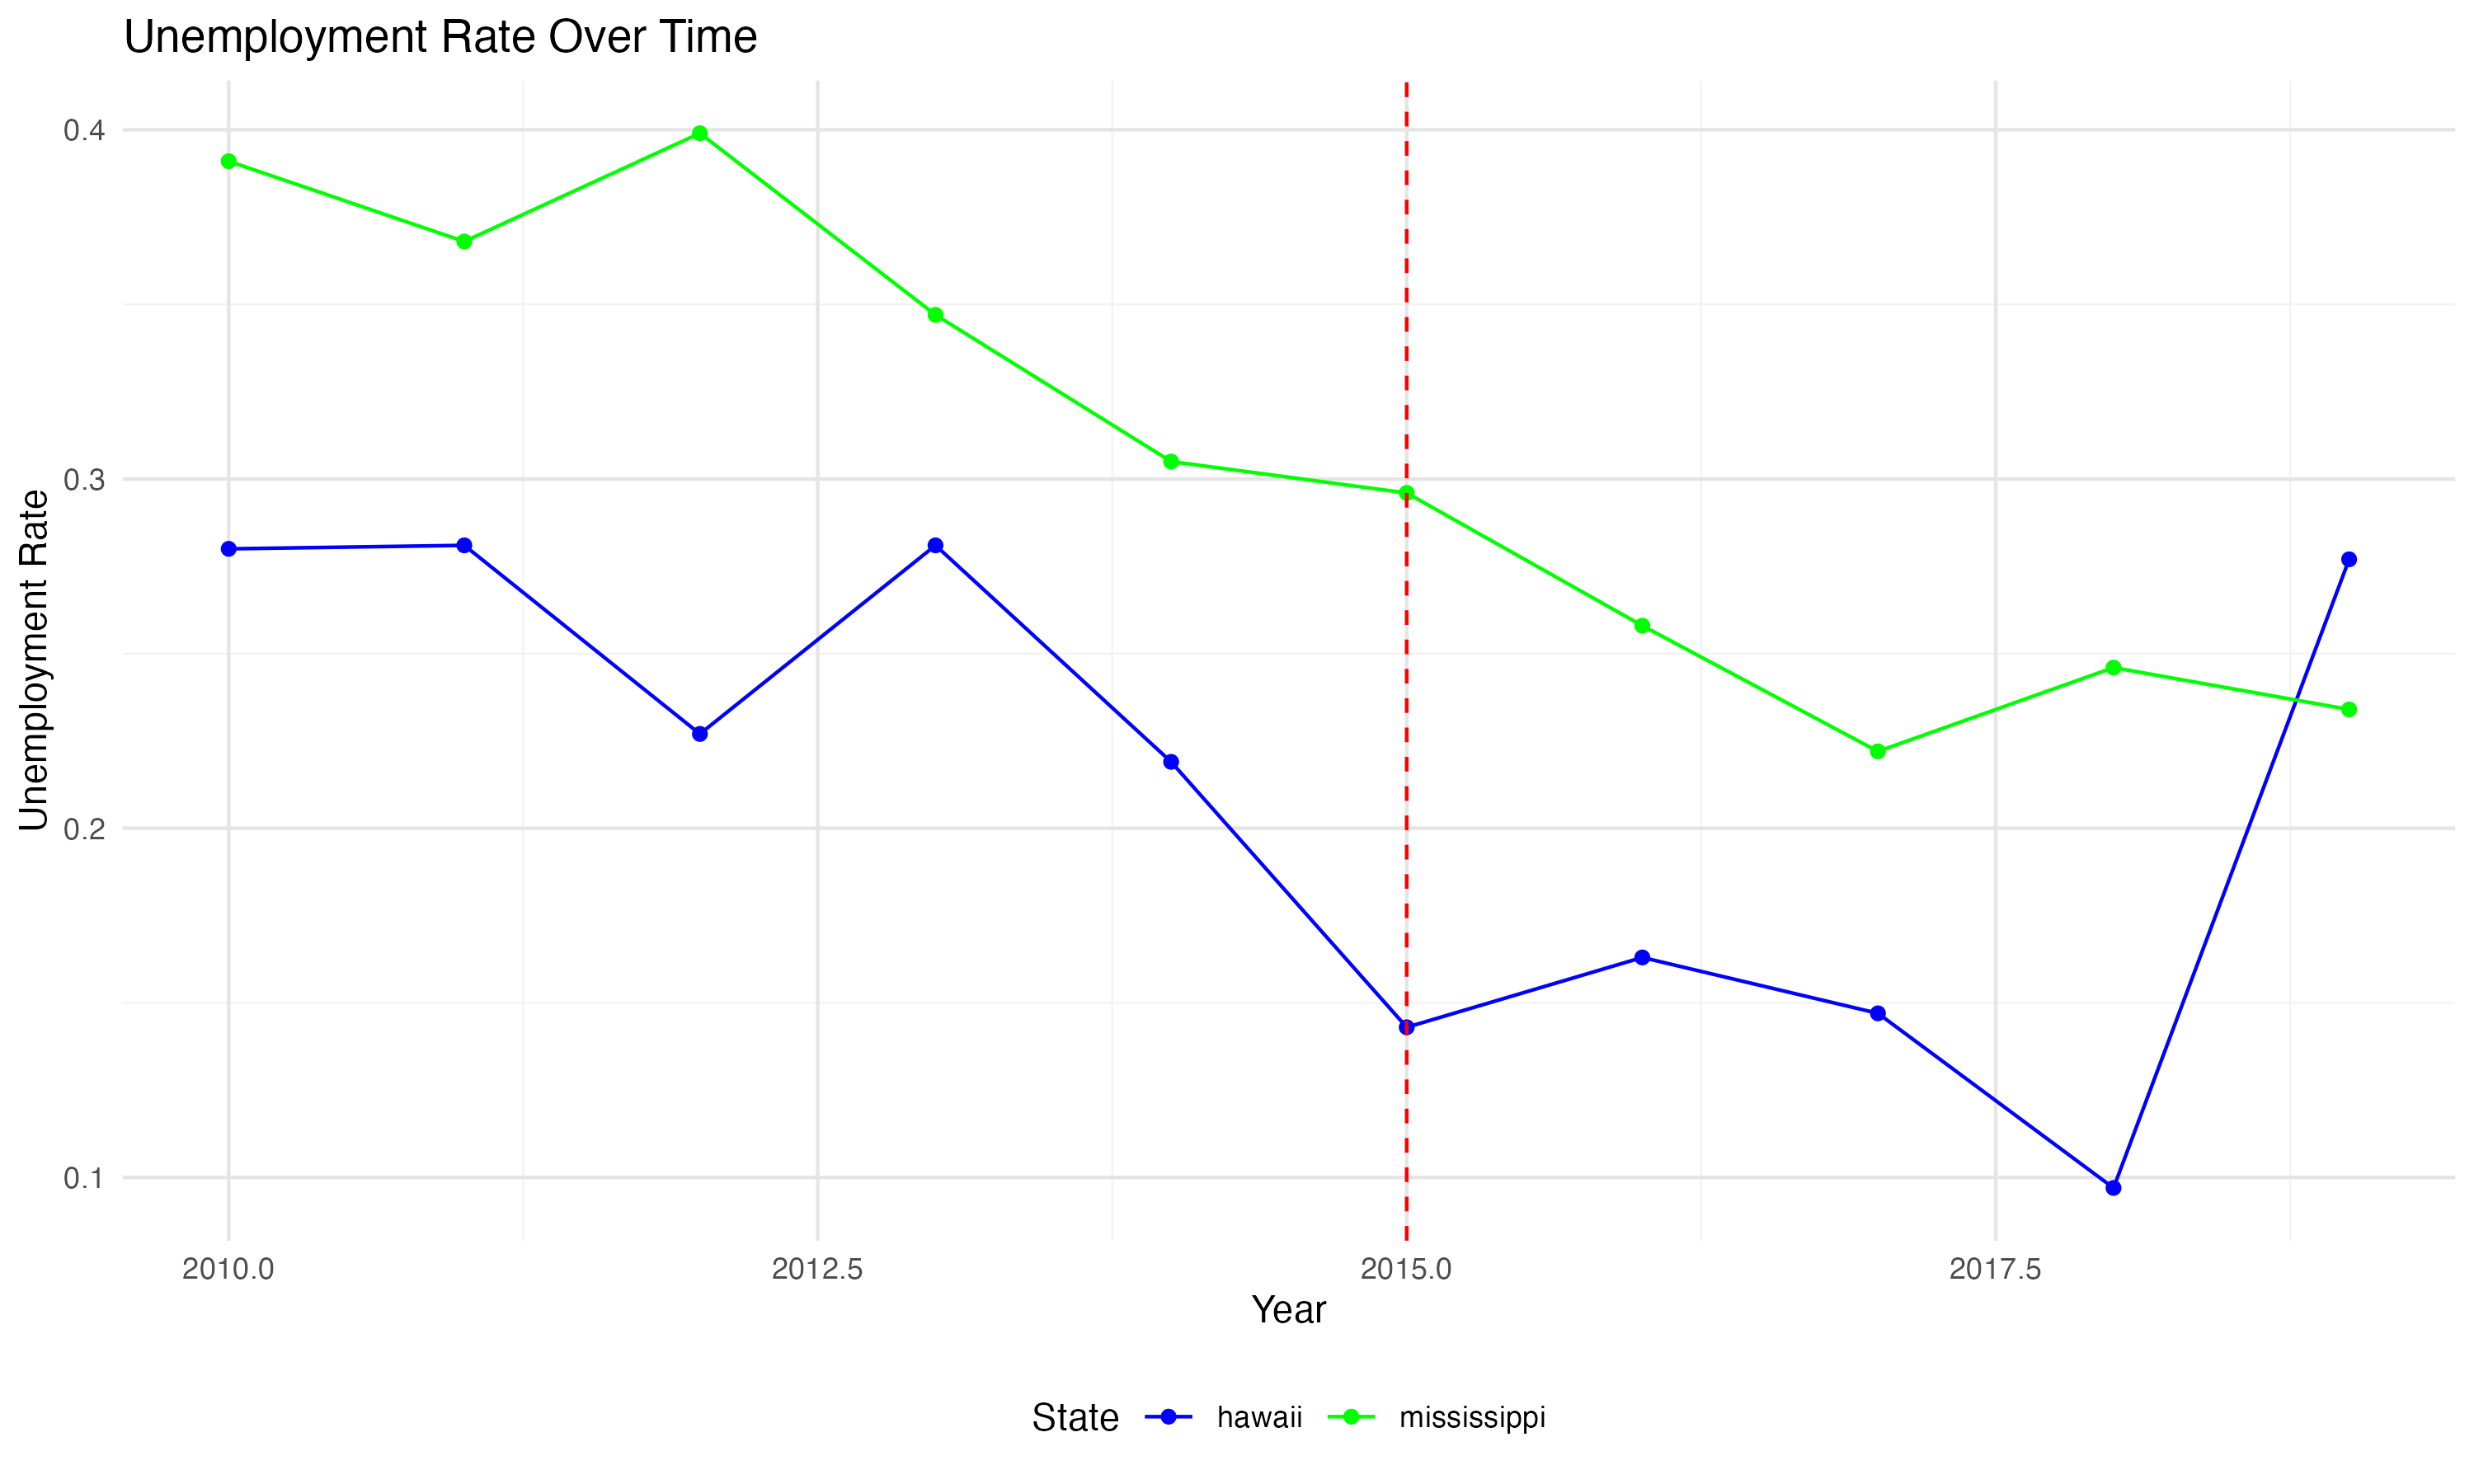 Unemployment Rate Over Time
Unemployment Rate
0.4
0.3
0.2
0.1
2010.0 2012.5 2015.0 2017.5
Year
State hawaii mississippi